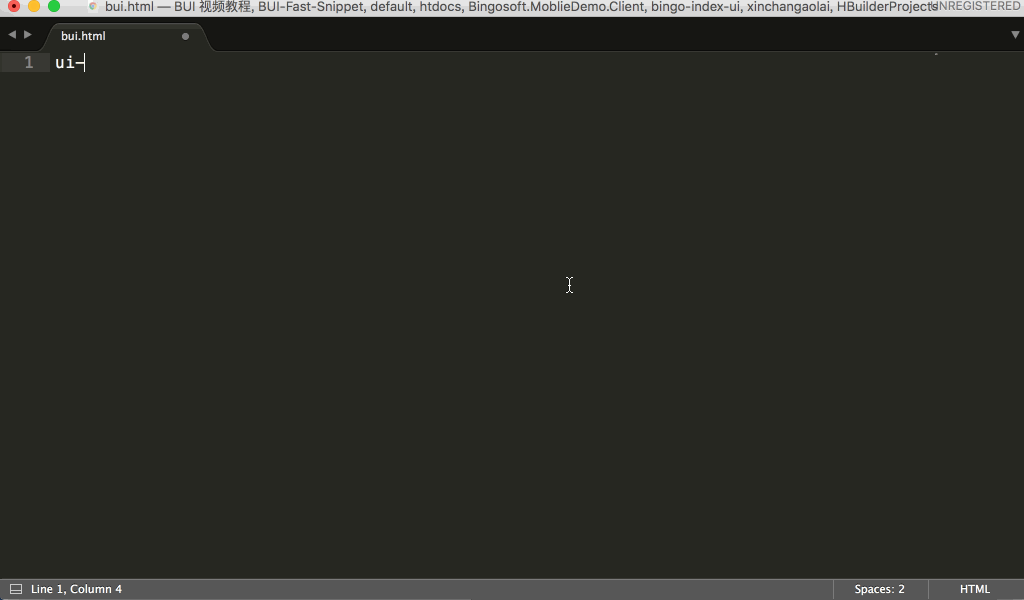 bui.html — BUI 视频教程, BUI-Fast-Snippet, default, htdocs, Bingosoft.MoblieDemo.Client, bingo-index-ui, xinchangaolai, HBuilderProjects
UNREGISTERED
bui.html
1 ui-
Line 1, Column 4
Spaces: 2
HTML